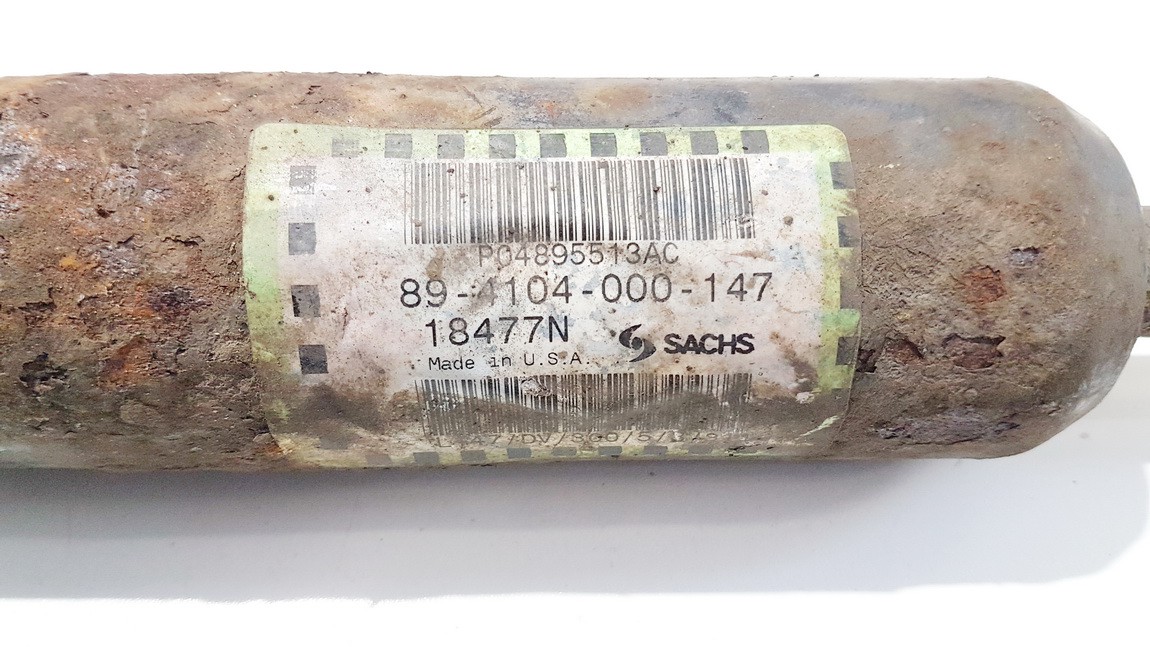 P04895513AC
89-4104-000-147
18477N
SACHS
Made in U.S.A.